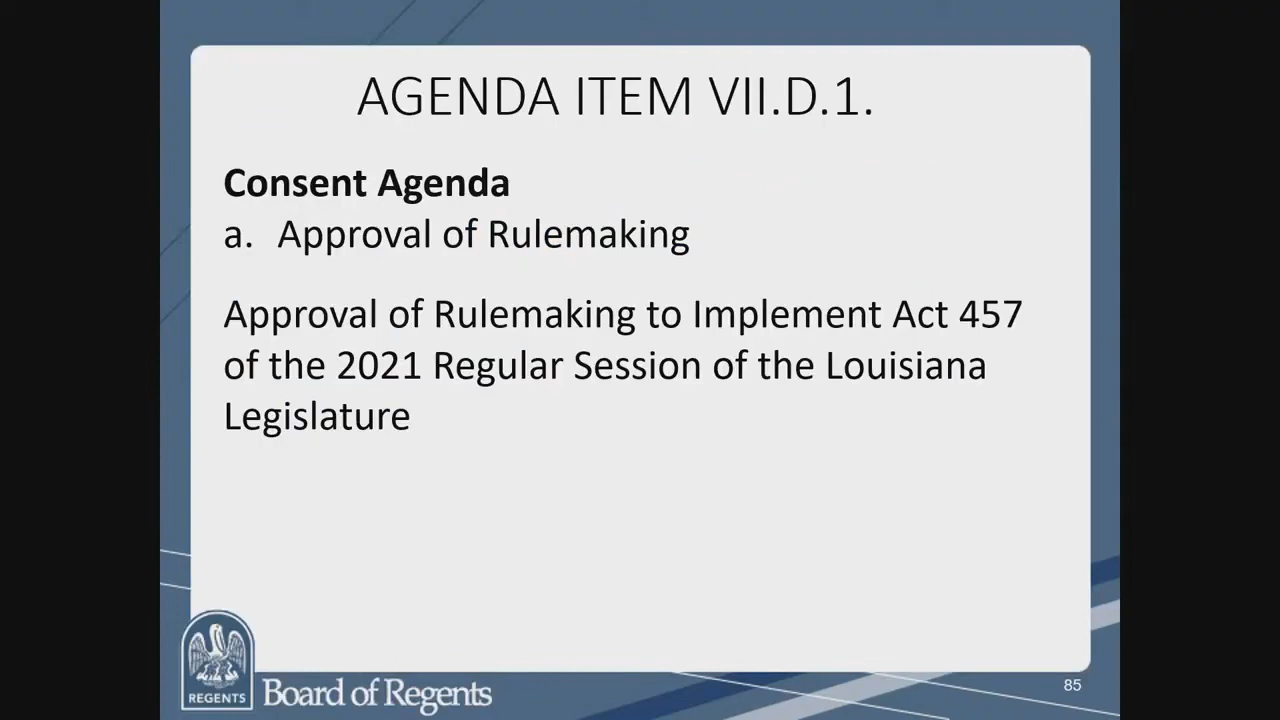 AGENDA ITEM VII.D.1.
Consent Agenda
a. Approval of Rulemaking
Approval of Rulemaking to Implement Act 457
of the 2021 Regular Session of the Louisiana
Legislature
REGENTS
Board of Regents
85